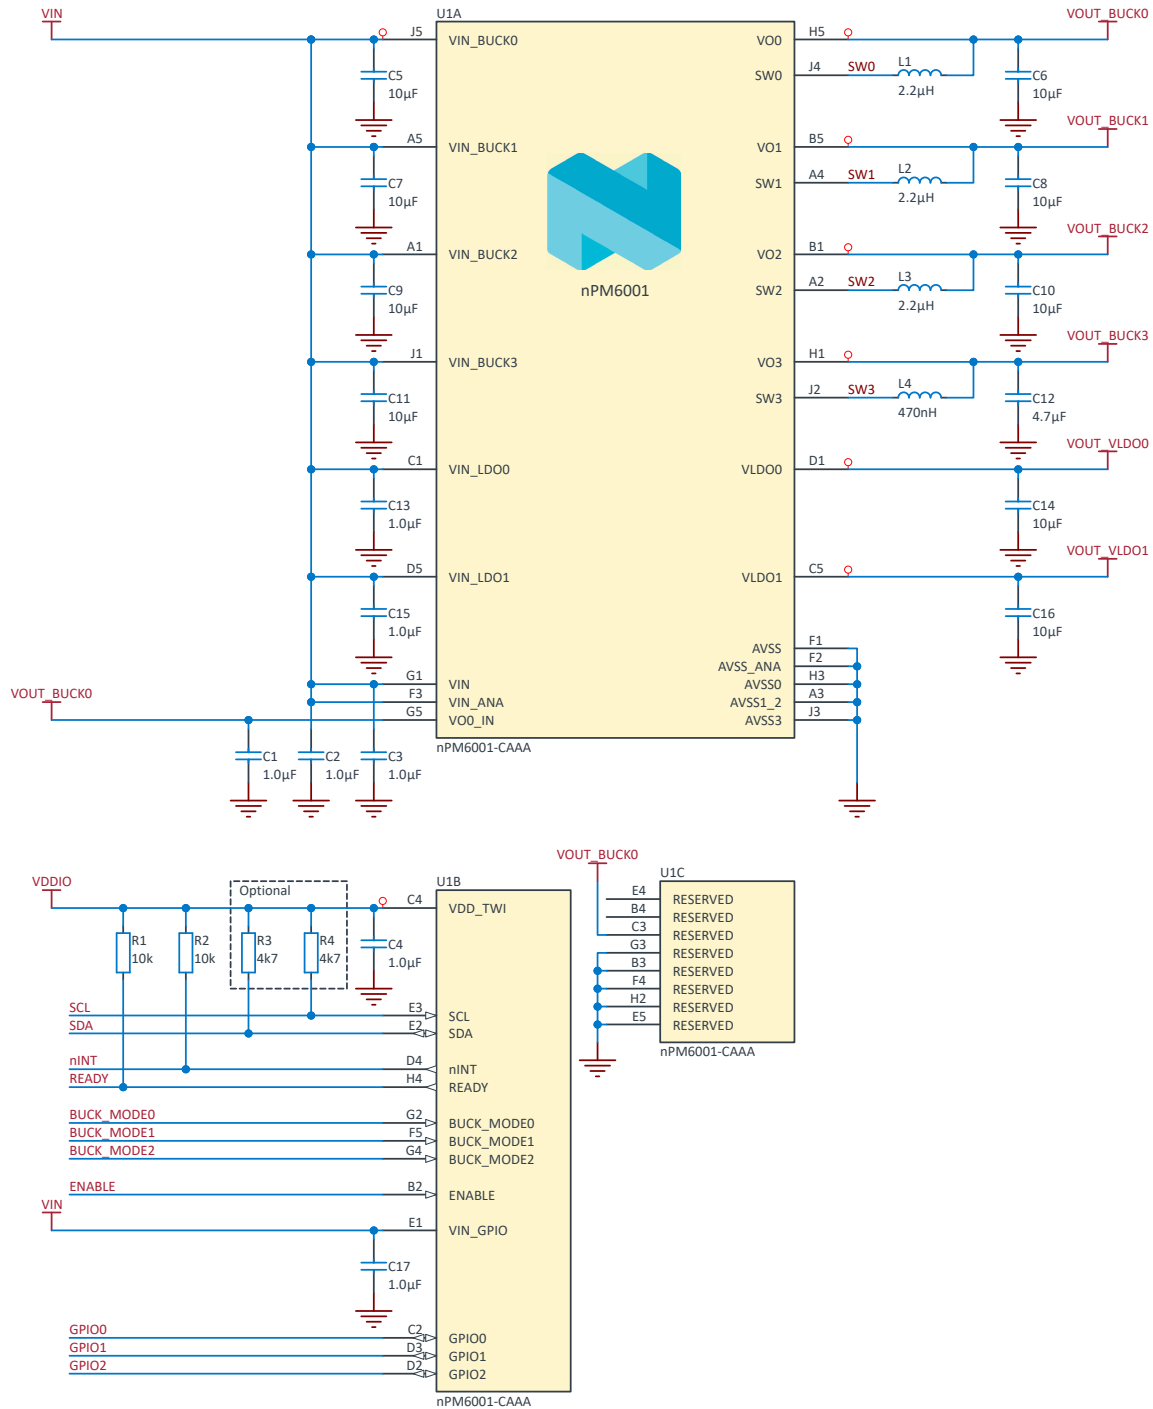 VIN
U1A
VOUT_BUCK0
J5
VIN_BUCK0
VO0
H5
SW0
J4
SW0
L1
2.2µH
C5
10µF
C6
10µF
VOUT_BUCK1
A5
VIN_BUCK1
VO1
B5
SW1
A4
SW1
L2
2.2µH
C7
10µF
C8
10µF
VOUT_BUCK2
A1
VIN_BUCK2
VO2
B1
nPM6001
SW2
A2
SW2
L3
2.2µH
C9
10µF
C10
10µF
VOUT_BUCK3
J1
VIN_BUCK3
VO3
H1
SW3
J2
SW3
L4
470nH
C11
10µF
C12
4.7µF
VOUT_VLDO0
C1
VIN_LDO0
VLDO0
D1
C13
1.0µF
C14
10µF
VOUT_VLDO1
D5
VIN_LDO1
VLDO1
C5
C15
1.0µF
C16
10µF
AVSS
F1
AVSS_ANA
F2
AVSS0
H3
AVSS1_2
A3
AVSS3
J3
G1
VIN
F3
VIN_ANA
VOUT_BUCK0
G5
VO0_IN
nPM6001-CAAA
C1
1.0µF
C2
1.0µF
C3
1.0µF
VDDIO
Optional
U1B
C4
VDD_TWI
R1
10k
R2
10k
R3
4k7
R4
4k7
C4
1.0µF
SCL
E3
SCL
SDA
E2
SDA
nINT
D4
nINT
READY
H4
READY
BUCK_MODE0
G2
BUCK_MODE0
BUCK_MODE1
F5
BUCK_MODE1
BUCK_MODE2
G4
BUCK_MODE2
ENABLE
B2
ENABLE
VIN
E1
VIN_GPIO
C17
1.0µF
GPIO0
C2
GPIO0
GPIO1
D3
GPIO1
GPIO2
D2
GPIO2
nPM6001-CAAA
VOUT_BUCK0
U1C
E4
RESERVED
B4
RESERVED
C3
RESERVED
G3
RESERVED
B3
RESERVED
F4
RESERVED
H2
RESERVED
E5
RESERVED
nPM6001-CAAA